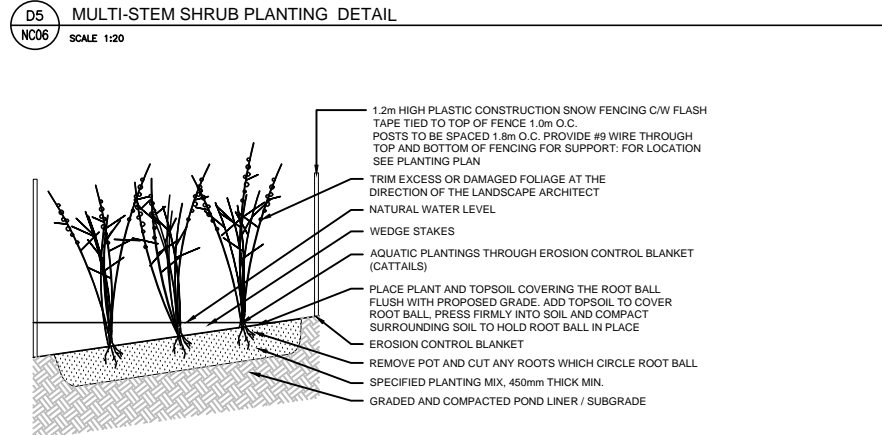 D5
NC06
MULTI-STEM SHRUB PLANTING DETAIL
SCALE 1:20
1.2m HIGH PLASTIC CONSTRUCTION SNOW FENCING C/W FLASH
TAPE TIED TO TOP OF FENCE 1.0m O.C.
POSTS TO BE SPACED 1.8m O.C. PROVIDE #9 WIRE THROUGH
TOP AND BOTTOM OF FENCING FOR SUPPORT: FOR LOCATION
SEE PLANTING PLAN
TRIM EXCESS OR DAMAGED FOLIAGE AT THE
DIRECTION OF THE LANDSCAPE ARCHITECT
NATURAL WATER LEVEL
WEDGE STAKES
AQUATIC PLANTINGS THROUGH EROSION CONTROL BLANKET
(CATTAILS)
PLACE PLANT AND TOPSOIL COVERING THE ROOT BALL
FLUSH WITH PROPOSED GRADE. ADD TOPSOIL TO COVER
ROOT BALL, PRESS FIRMLY INTO SOIL AND COMPACT
SURROUNDING SOIL TO HOLD ROOT BALL IN PLACE
EROSION CONTROL BLANKET
REMOVE POT AND CUT ANY ROOTS WHICH CIRCLE ROOT BALL
SPECIFIED PLANTING MIX, 450mm THICK MIN.
GRADED AND COMPACTED POND LINER / SUBGRADE